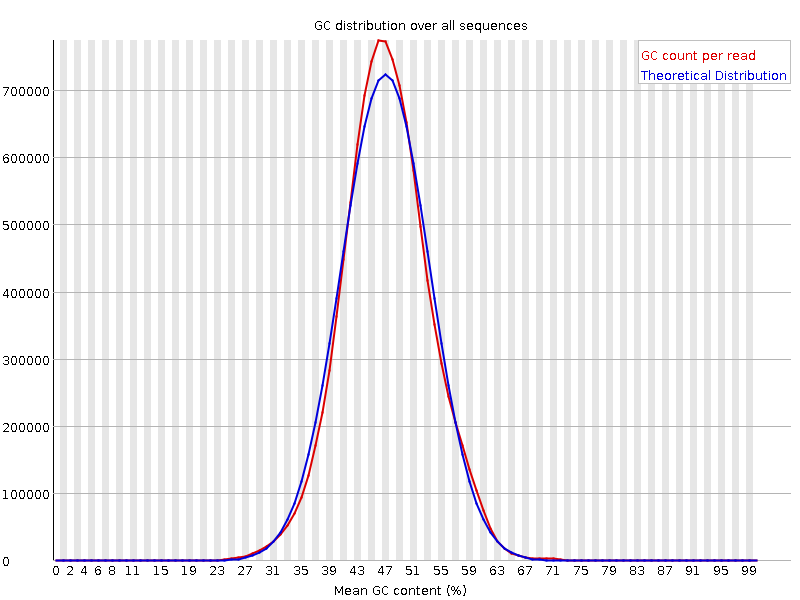 GC distribution over all sequences
GC count per read
Theoretical Distribution
700000
600000
500000
400000
300000
200000
100000
0
0 2 4 6 8 11 15 19 23 27 31 35 39 43 47 51 55 59 63 67 71 75 79 83 87 91 95 99
Mean GC content (%)